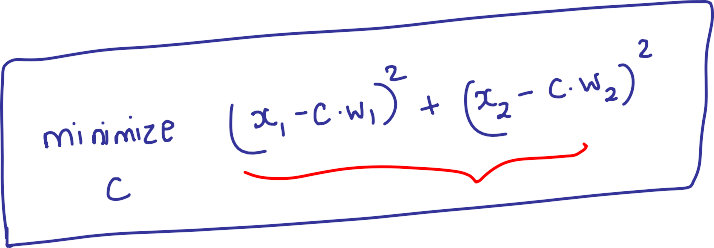 minimize (x₁ - c·w₁)² + (x₂ - c·w₂)²
c